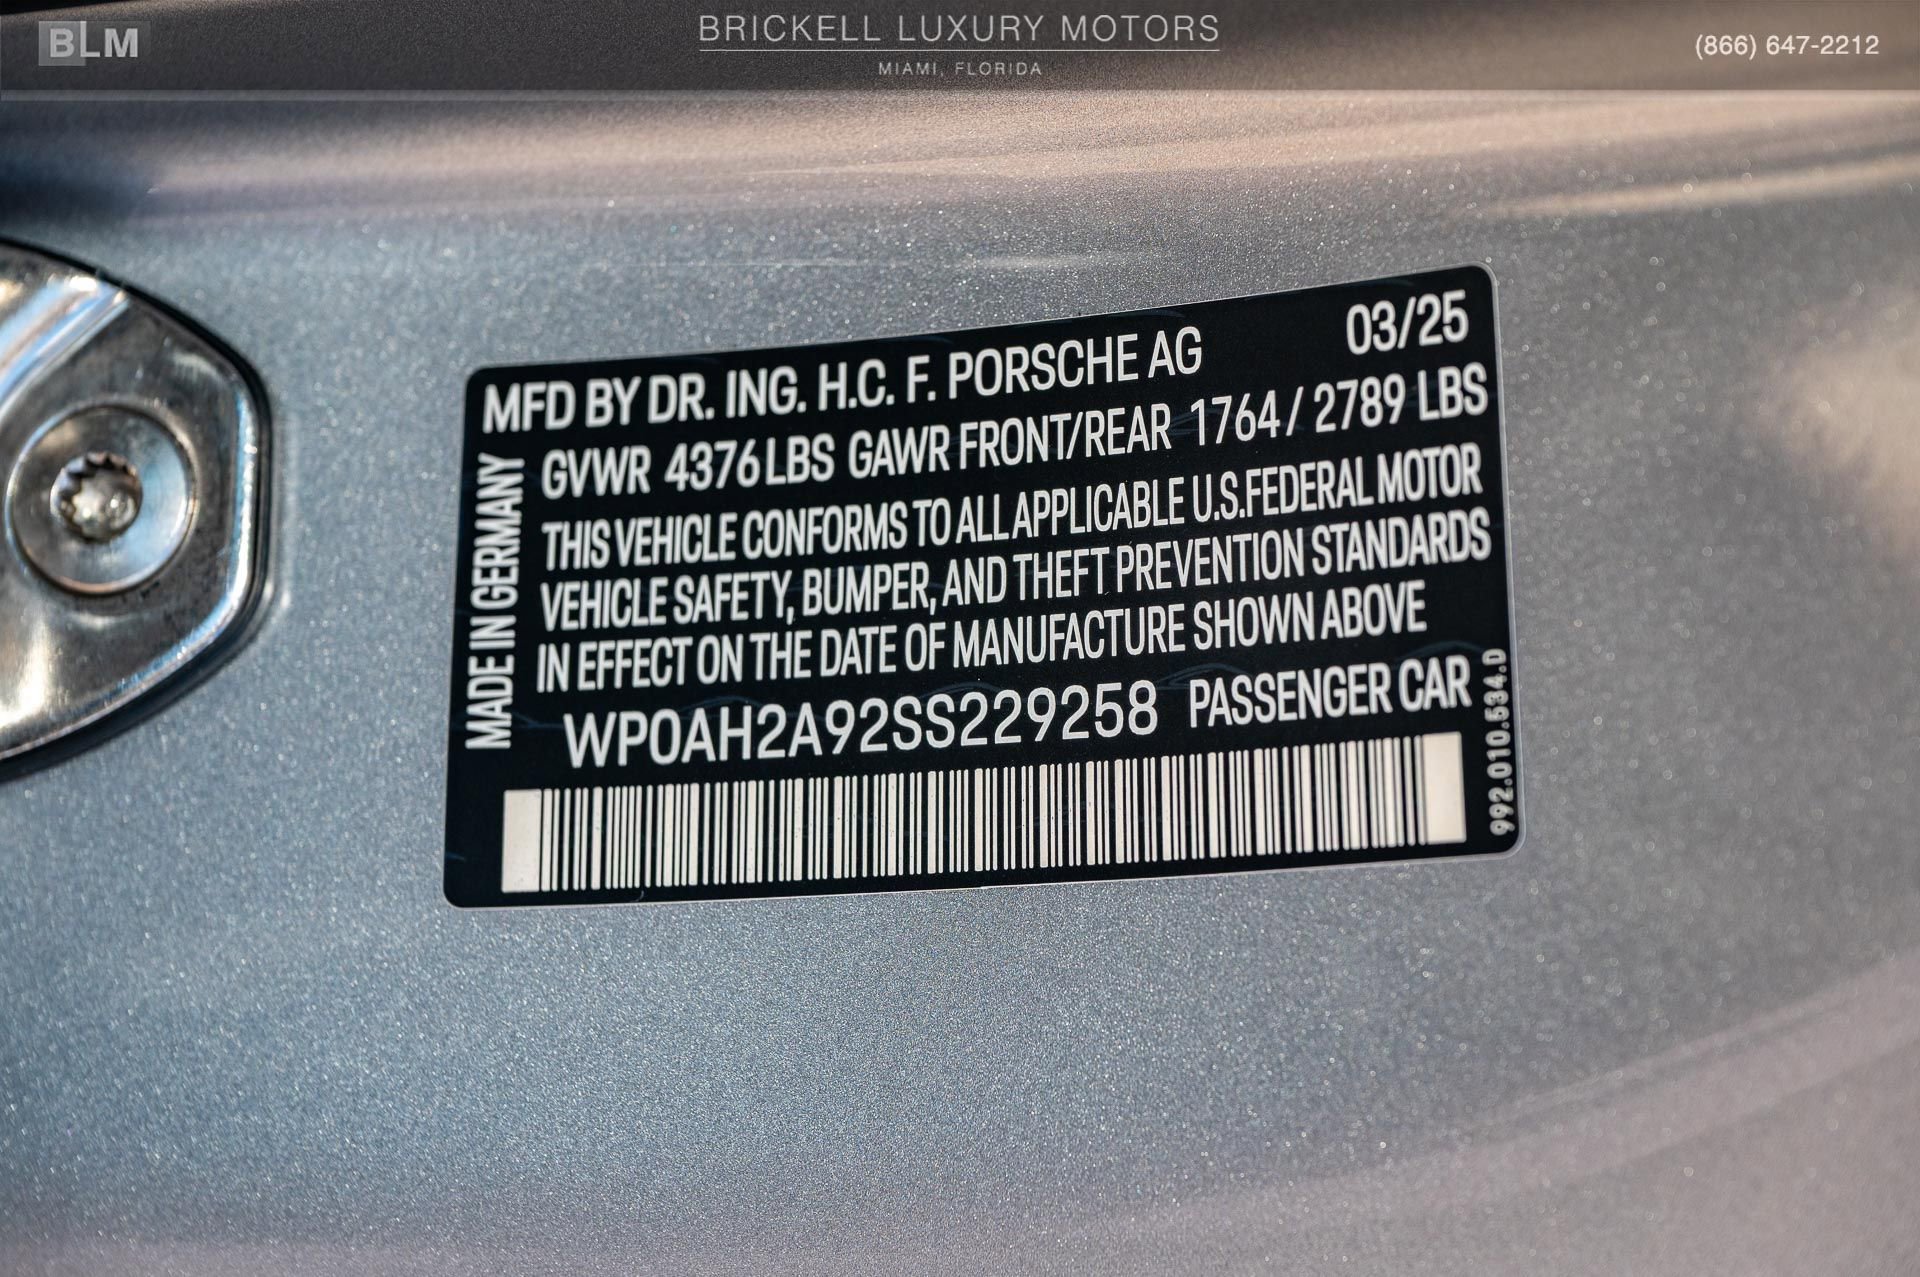 BLM
BRICKELL LUXURY MOTORS
MIAMI, FLORIDA
(866) 647-2212
MFD BY DR. ING. H.C. F. PORSCHE AG 03/25
GVWR 4376 LBS GAWR FRONT/REAR 1764 / 2789 LBS
THIS VEHICLE CONFORMS TO ALL APPLICABLE U.S.FEDERAL MOTOR
VEHICLE SAFETY, BUMPER, AND THEFT PREVENTION STANDARDS
IN EFFECT ON THE DATE OF MANUFACTURE SHOWN ABOVE
WP0AH2A92SS229258 PASSENGER CAR
MADE IN GERMANY
992.010.534.D